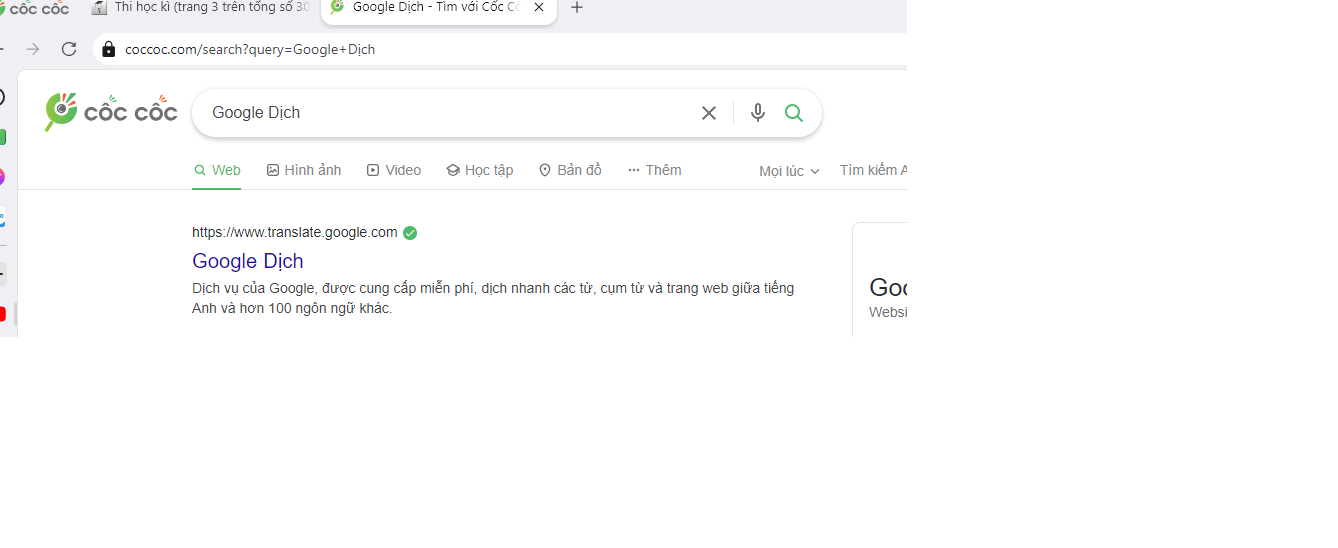 cốc cốc
Thi học kì (trang 3 trên tổng số 30
Google Dịch - Tìm với Cốc Cố
coccoc.com/search?query=Google+Dịch
cốc cốc
Google Dịch
Web
Hình ảnh
Video
Học tập
Bản đồ
Thêm
Mọi lúc
Tìm kiếm A
https://www.translate.google.com
Google Dịch
Dịch vụ của Google, được cung cấp miễn phí, dịch nhanh các từ, cụm từ và trang web giữa tiếng
Anh và hơn 100 ngôn ngữ khác.
Goo
Websi